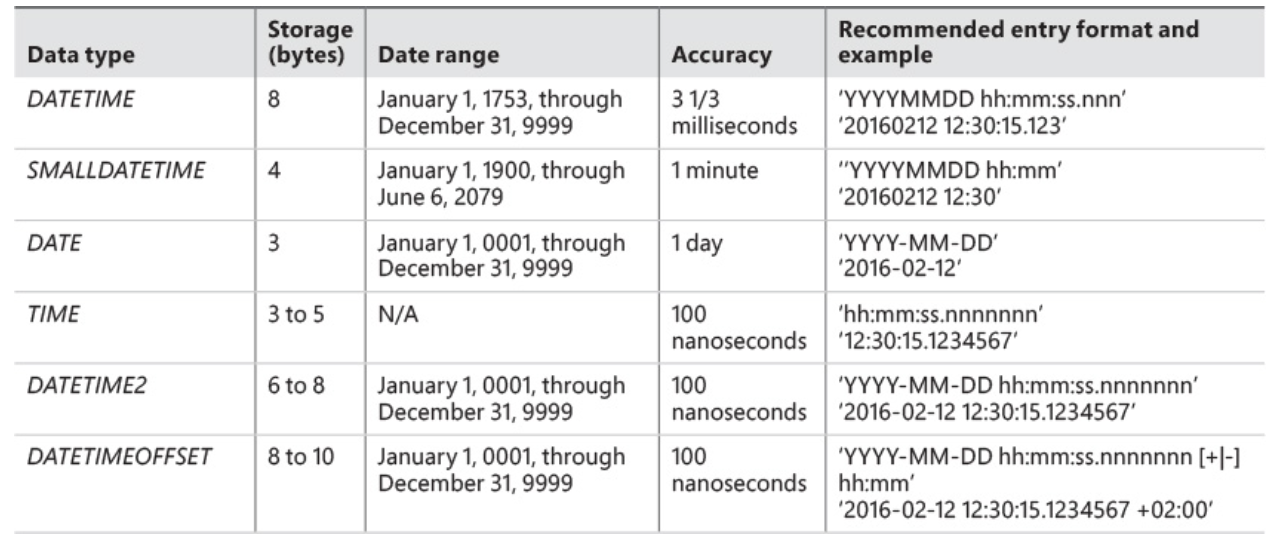 Data type
Storage
(bytes)
Date range
Accuracy
Recommended entry format and
example
DATETIME
8
January 1, 1753, through
December 31, 9999
3 1/3
milliseconds
'YYYYMMDD hh:mm:ss.nnn'
'20160212 12:30:15.123'
SMALLDATETIME
4
January 1, 1900, through
June 6, 2079
1 minute
''YYYYMMDD hh:mm'
'20160212 12:30'
DATE
3
January 1, 0001, through
December 31, 9999
1 day
'YYYY-MM-DD'
'2016-02-12'
TIME
3 to 5
N/A
100
nanoseconds
'hh:mm:ss.nnnnnnn'
'12:30:15.1234567'
DATETIME2
6 to 8
January 1, 0001, through
December 31, 9999
100
nanoseconds
'YYYY-MM-DD hh:mm:ss.nnnnnnn'
'2016-02-12 12:30:15.1234567'
DATETIMEOFFSET
8 to 10
January 1, 0001, through
December 31, 9999
100
nanoseconds
'YYYY-MM-DD hh:mm:ss.nnnnnnn [+|-]
hh:mm'
'2016-02-12 12:30:15.1234567 +02:00'